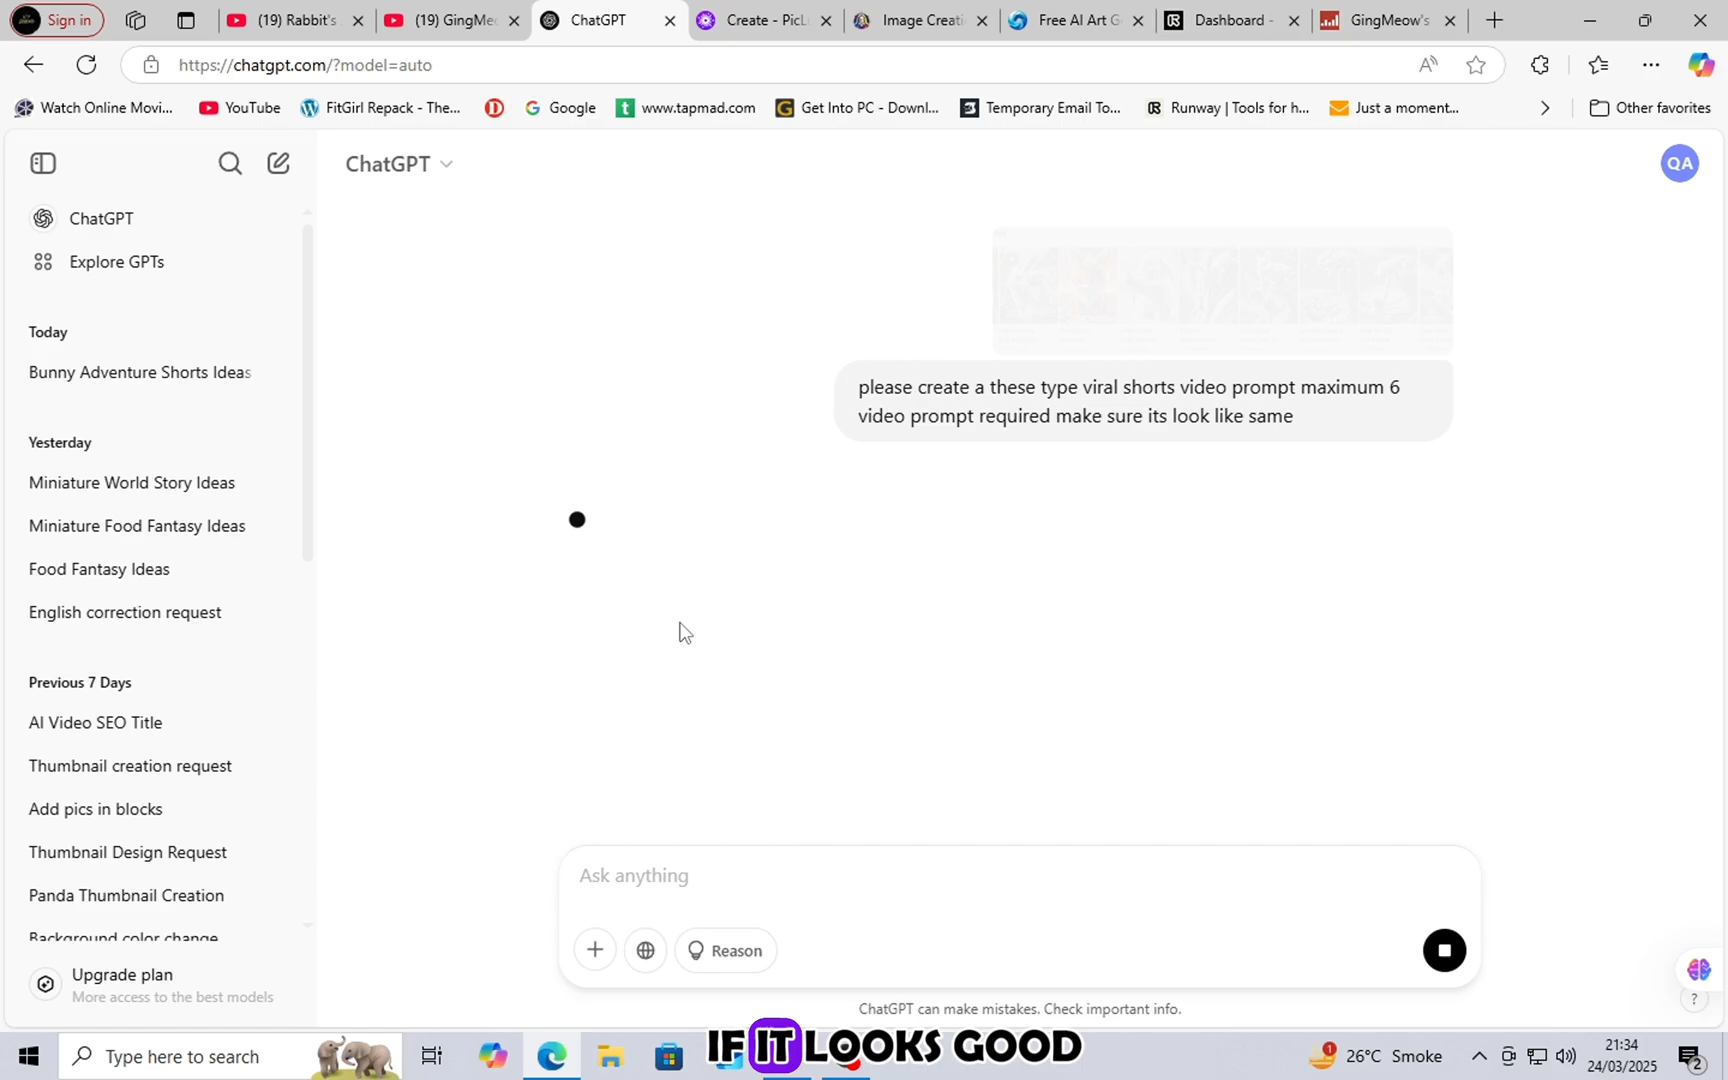 Sign in
(19) Rabbit's
(19) GingMeo
ChatGPT
Create - PicLu
Image Creati
Free AI Art G
Dashboard -
GingMeow's
https://chatgpt.com/?model=auto
Watch Online Movi...
YouTube
FitGirl Repack - The...
Google
www.tapmad.com
Get Into PC - Downl...
Temporary Email To...
Runway | Tools for h...
Just a moment...
Other favorites
ChatGPT
QA
ChatGPT
Explore GPTs
Today
Bunny Adventure Shorts Ideas
Yesterday
Miniature World Story Ideas
Miniature Food Fantasy Ideas
Food Fantasy Ideas
English correction request
Previous 7 Days
AI Video SEO Title
Thumbnail creation request
Add pics in blocks
Thumbnail Design Request
Panda Thumbnail Creation
Background color change
Upgrade plan
More access to the best models
please create a these type viral shorts video prompt maximum 6
video prompt required make sure its look like same
Ask anything
Reason
ChatGPT can make mistakes. Check important info.
?
IF IT LOOKS GOOD
Type here to search
1
26°C Smoke
21:34
24/03/2025
2